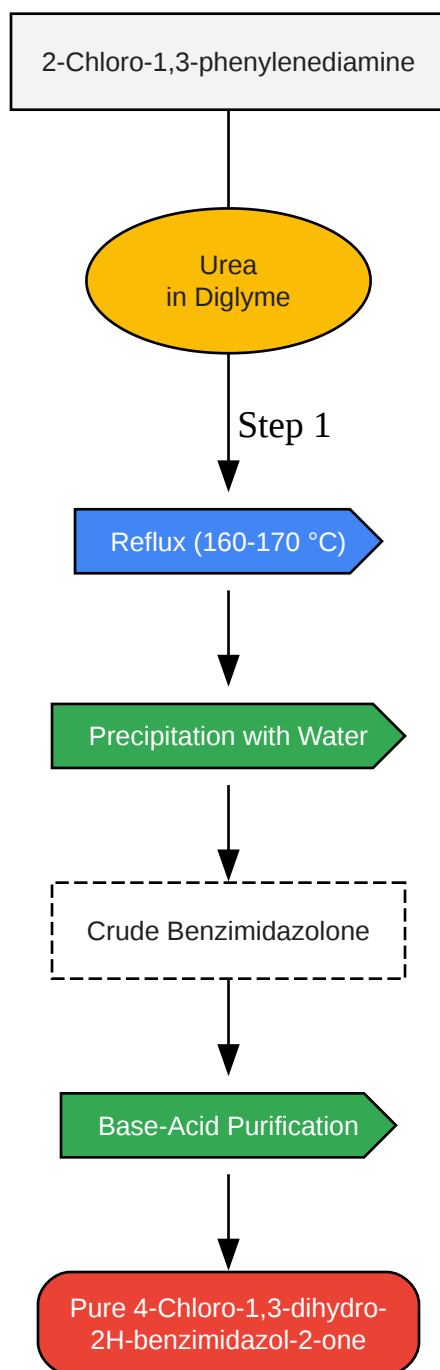 2-Chloro-1,3-phenylenediamine
Urea
in Diglyme
Step 1
Reflux (160-170 °C)
Precipitation with Water
Crude Benzimidazolone
Base-Acid Purification
Pure 4-Chloro-1,3-dihydro-
2H-benzimidazol-2-one